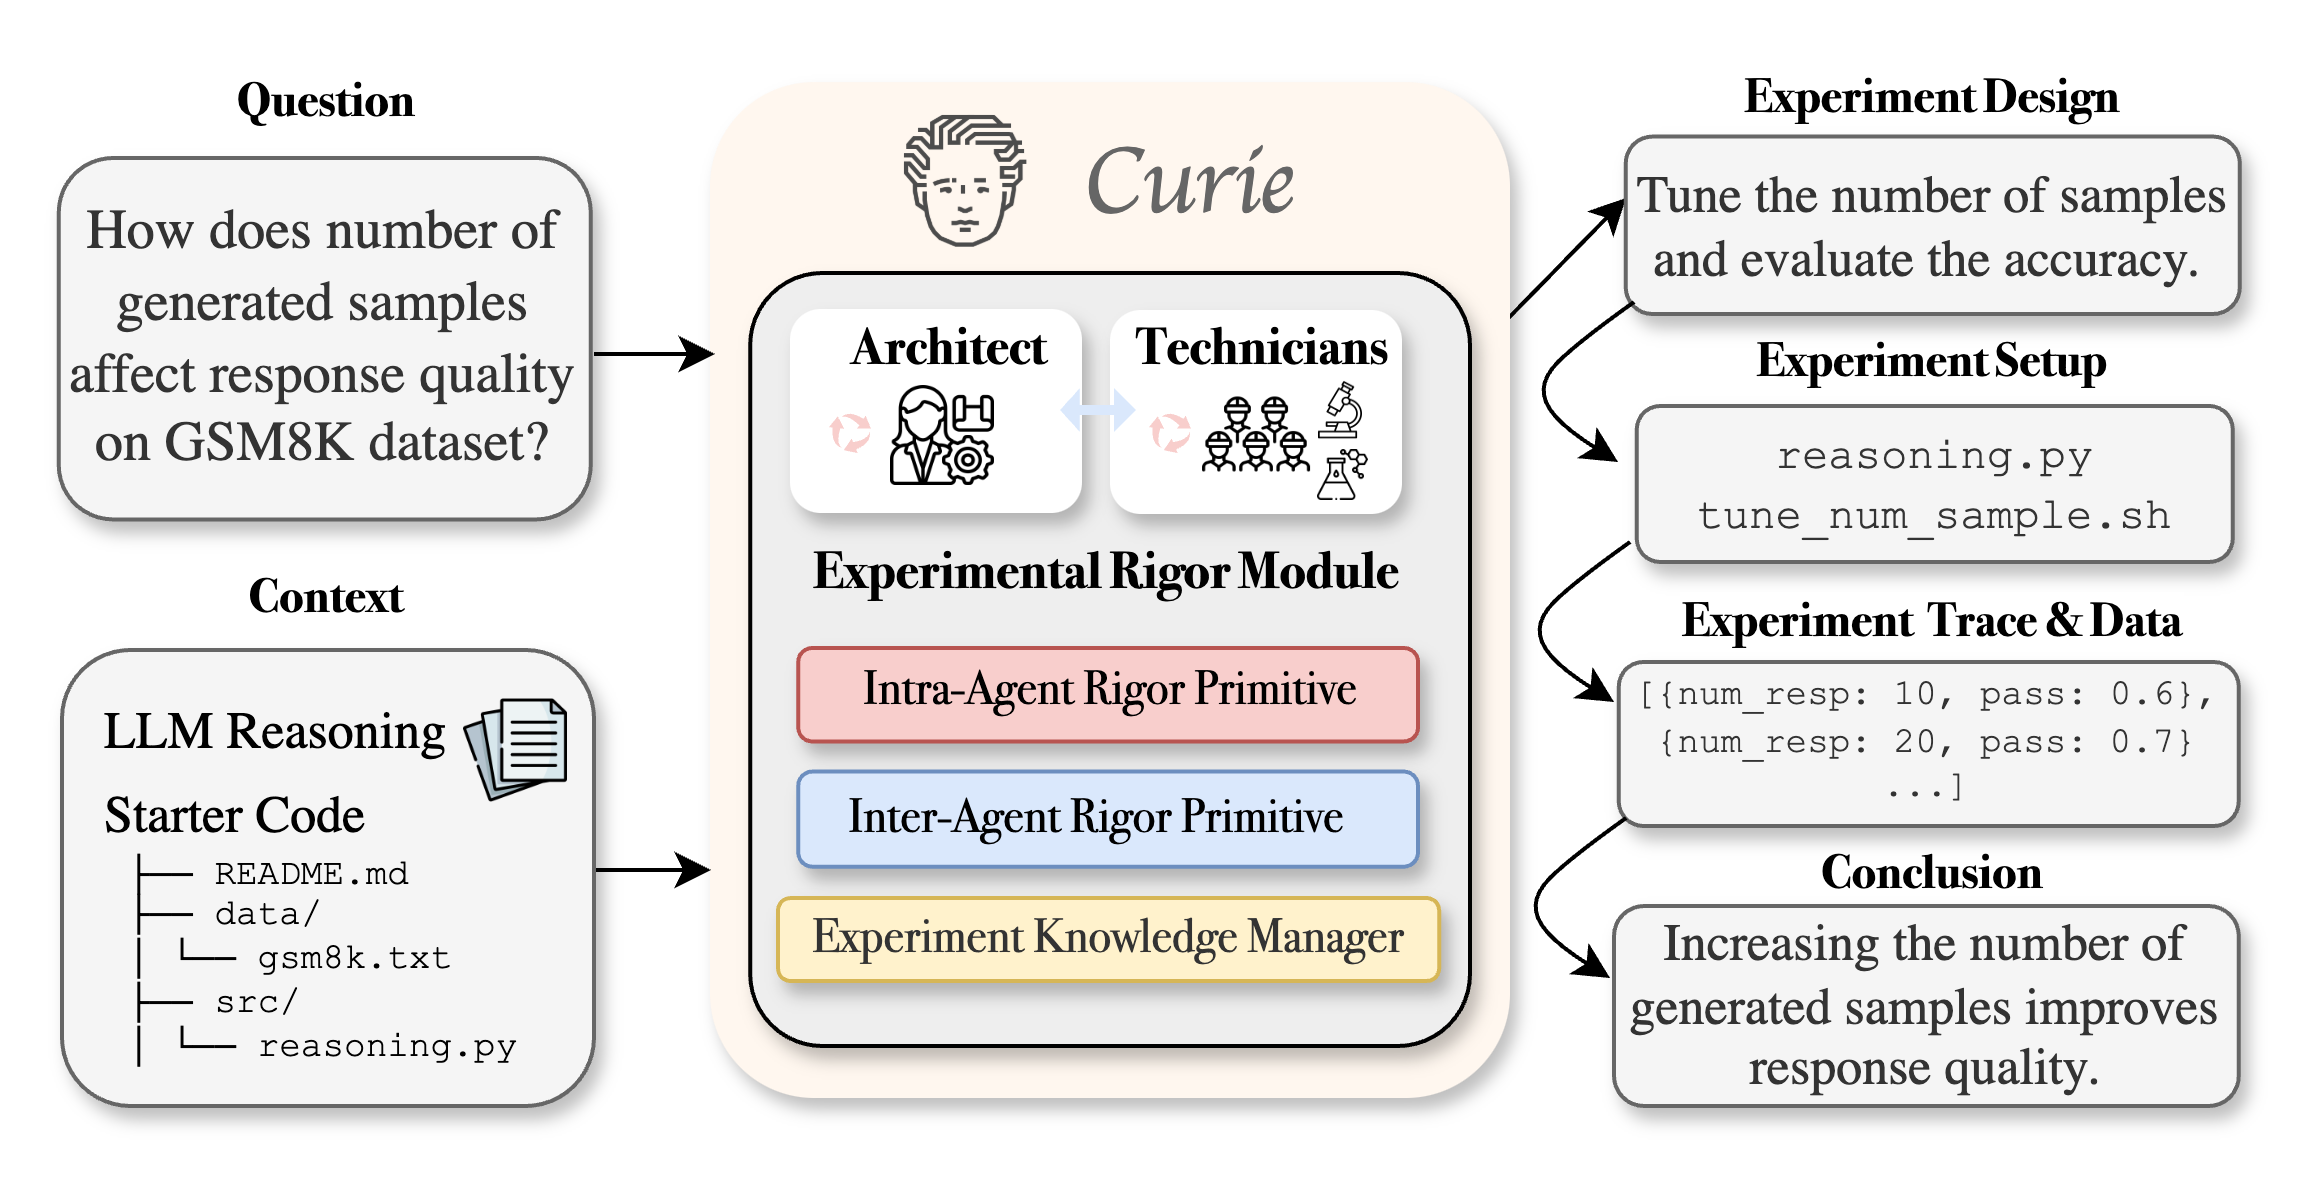 Question
How does number of
generated samples
affect response quality
on GSM8K dataset?
Context
LLM Reasoning
Starter Code
├── README.md
├── data/
│ └── gsm8k.txt
├── src/
│ └── reasoning.py
Curie
Architect
Technicians
Experimental Rigor Module
Intra-Agent Rigor Primitive
Inter-Agent Rigor Primitive
Experiment Knowledge Manager
Experiment Design
Tune the number of samples
and evaluate the accuracy.
Experiment Setup
reasoning.py
tune_num_sample.sh
Experiment Trace & Data
[{num_resp: 10, pass: 0.6},
{num_resp: 20, pass: 0.7}
...]
Conclusion
Increasing the number of
generated samples improves
response quality.